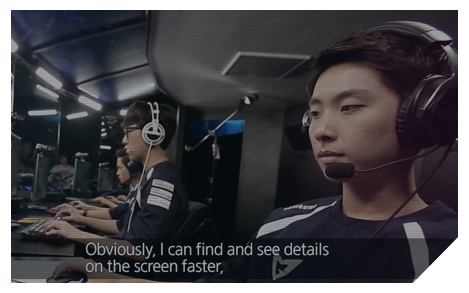 Obviously, I can find and see details
on the screen faster,